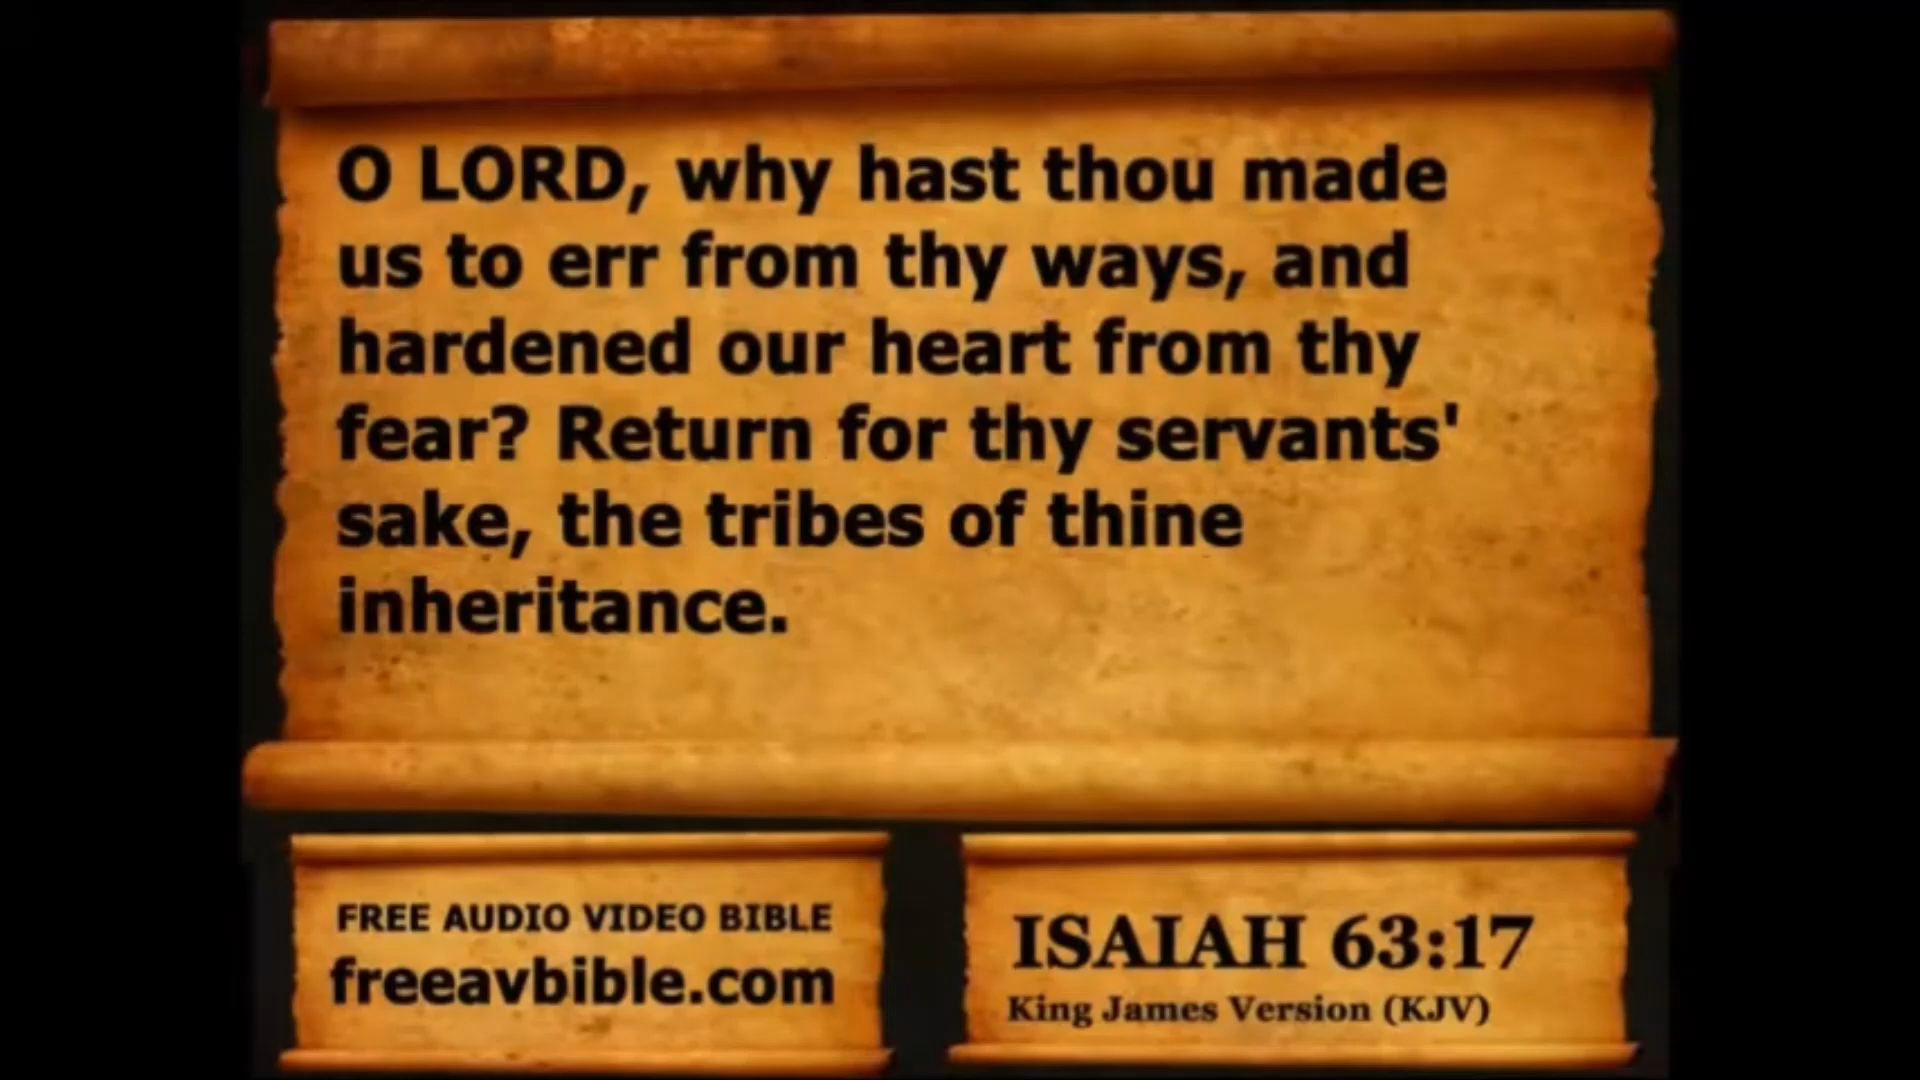 O LORD, why hast thou made
us to err from thy ways, and
hardened our heart from thy
fear? Return for thy servants'
sake, the tribes of thine
inheritance.
FREE AUDIO VIDEO BIBLE
freeavbible.com
ISAIAH 63:17
King James Version (KJV)